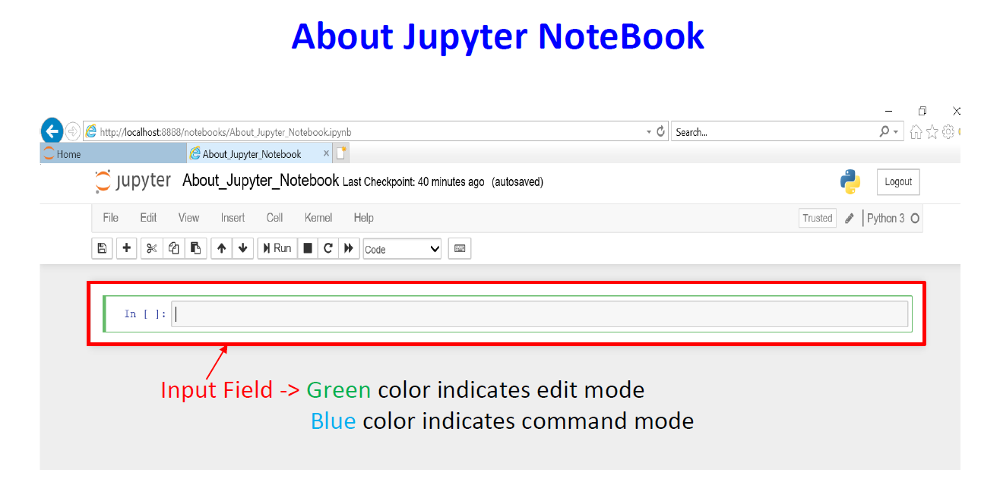 About Jupyter NoteBook
http://localhost:8888/notebooks/About_Jupyter_Notebook.ipynb
Search...
Home
About_Jupyter_Notebook
jupyter About_Jupyter_Notebook Last Checkpoint: 40 minutes ago (autosaved)
Logout
File Edit View Insert Cell Kernel Help
Trusted
Python 3
Run
Code
In [ ]:
Input Field -> Green color indicates edit mode
Blue color indicates command mode